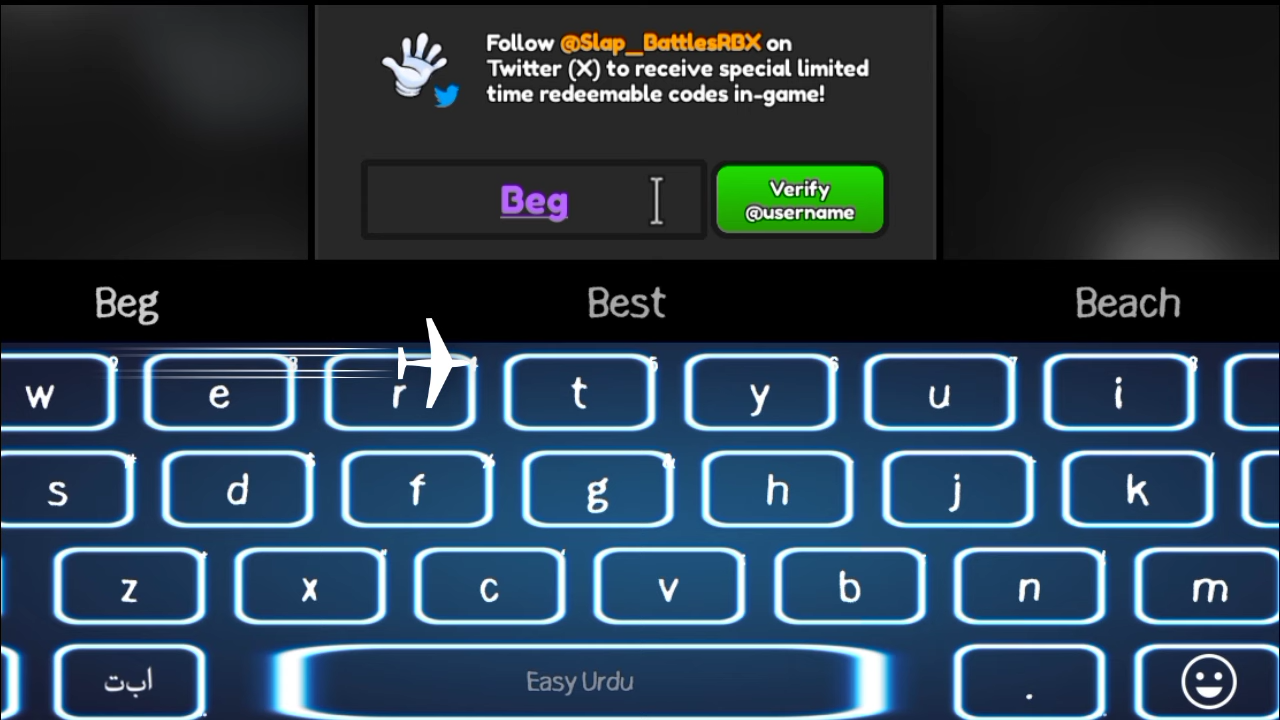 Follow @Slap_BattlesRBX on
Twitter (X) to receive special limited
time redeemable codes in-game!
Beg
Verify
@username
Beg Best Beach
w e r t y u i
s d f g h j k
z x c v b n m
ابت Easy Urdu .